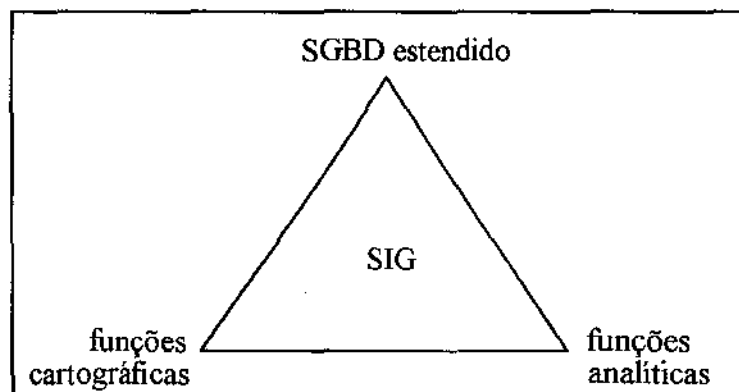 SGBD estendido
SIG
funções
cartográficas
funções
analíticas